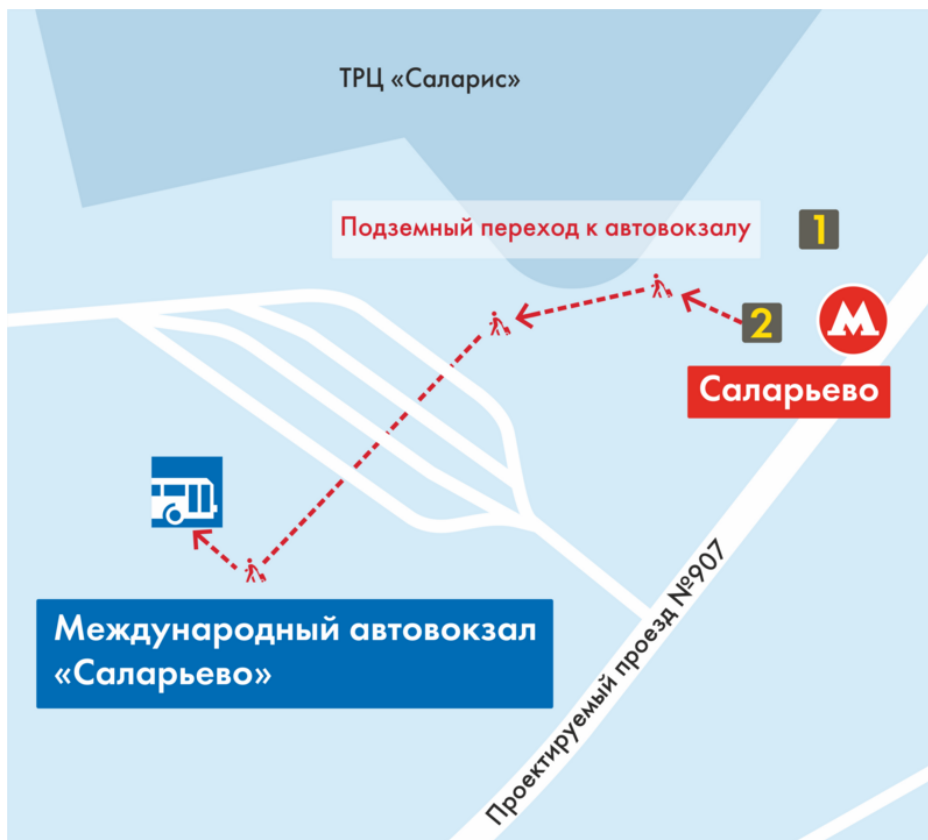 ТРЦ «Саларис»
Подземный переход к автовокзалу
1
2
М
Саларьево
Международный автовокзал
«Саларьево»
Проектируемый проезд №907